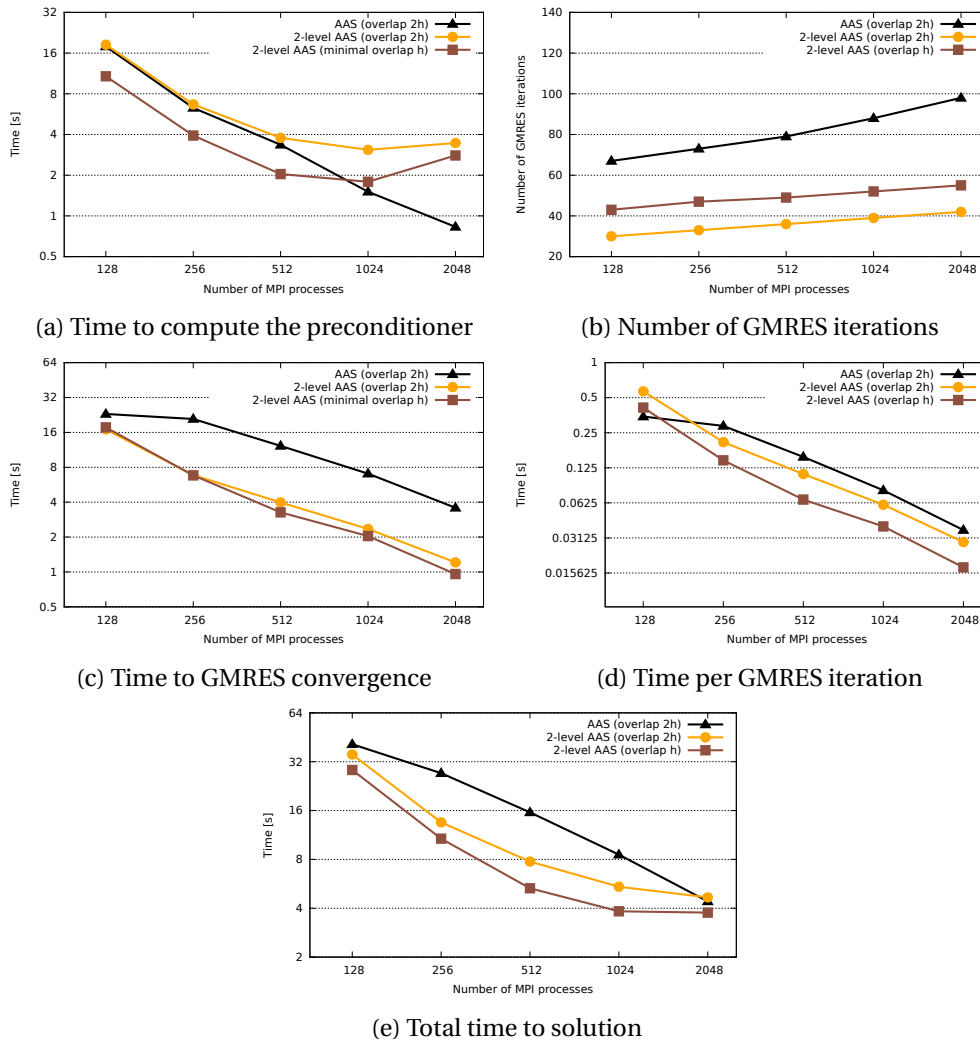 32
16
8
4
2
1
0.5
Time [s]
AAS (overlap 2h)
2-level AAS (overlap 2h)
2-level AAS (minimal overlap h)
128 256 512 1024 2048
Number of MPI processes
(a) Time to compute the preconditioner
140
120
100
80
60
40
20
Number of GMRES iterations
AAS (overlap 2h)
2-level AAS (overlap 2h)
2-level AAS (minimal overlap h)
128 256 512 1024 2048
Number of MPI processes
(b) Number of GMRES iterations
64
32
16
8
4
2
1
0.5
Time [s]
AAS (overlap 2h)
2-level AAS (overlap 2h)
2-level AAS (minimal overlap h)
128 256 512 1024 2048
Number of MPI processes
(c) Time to GMRES convergence
1
0.5
0.25
0.125
0.0625
0.03125
0.015625
Time [s]
AAS (overlap 2h)
2-level AAS (overlap 2h)
2-level AAS (minimal overlap h)
128 256 512 1024 2048
Number of MPI processes
(d) Time per GMRES iteration
64
32
16
8
4
2
Time [s]
AAS (overlap 2h)
2-level AAS (overlap 2h)
2-level AAS (overlap h)
128 256 512 1024 2048
Number of MPI processes
(e) Total time to solution